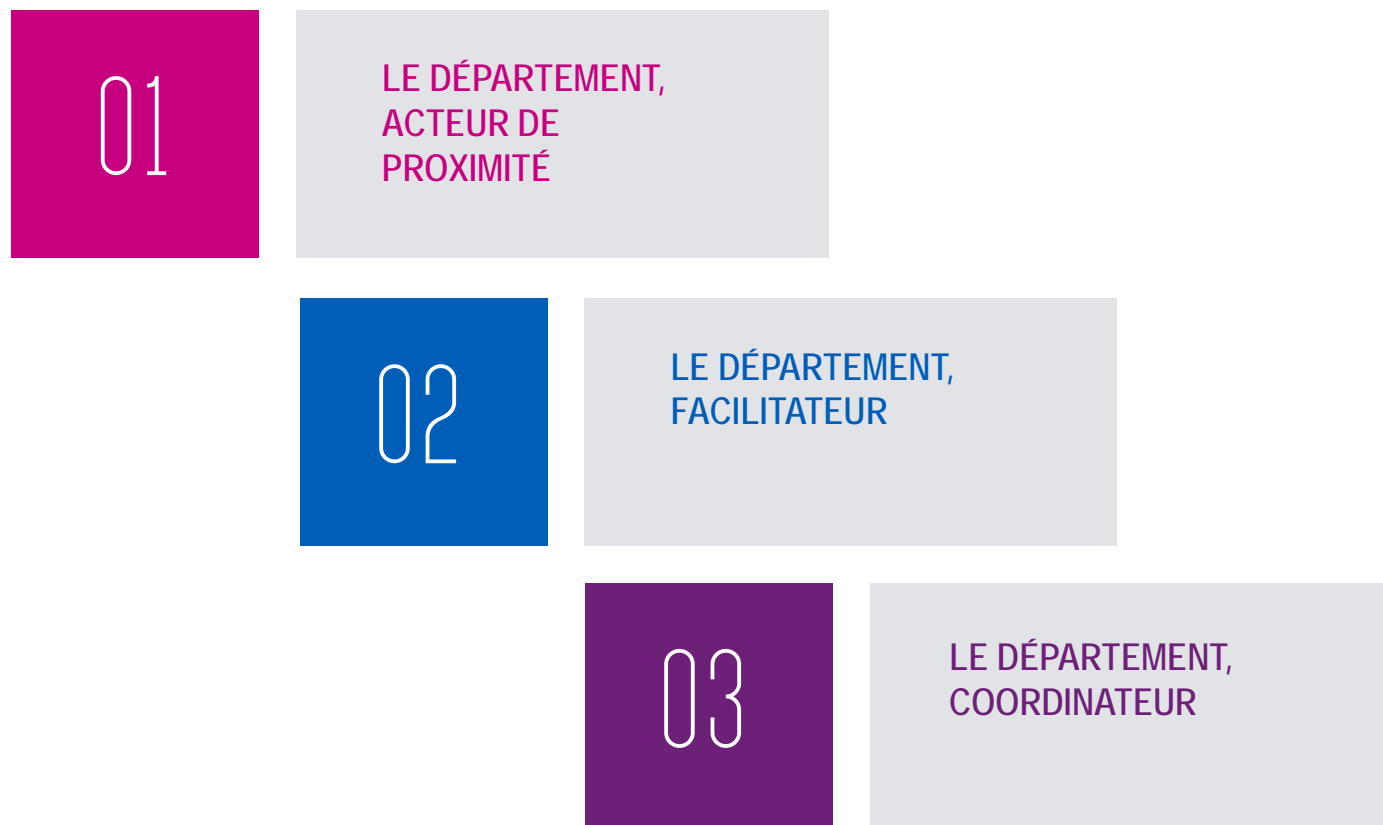 01
LE DÉPARTEMENT,
ACTEUR DE
PROXIMITÉ
02
LE DÉPARTEMENT,
FACILITATEUR
03
LE DÉPARTEMENT,
COORDINATEUR